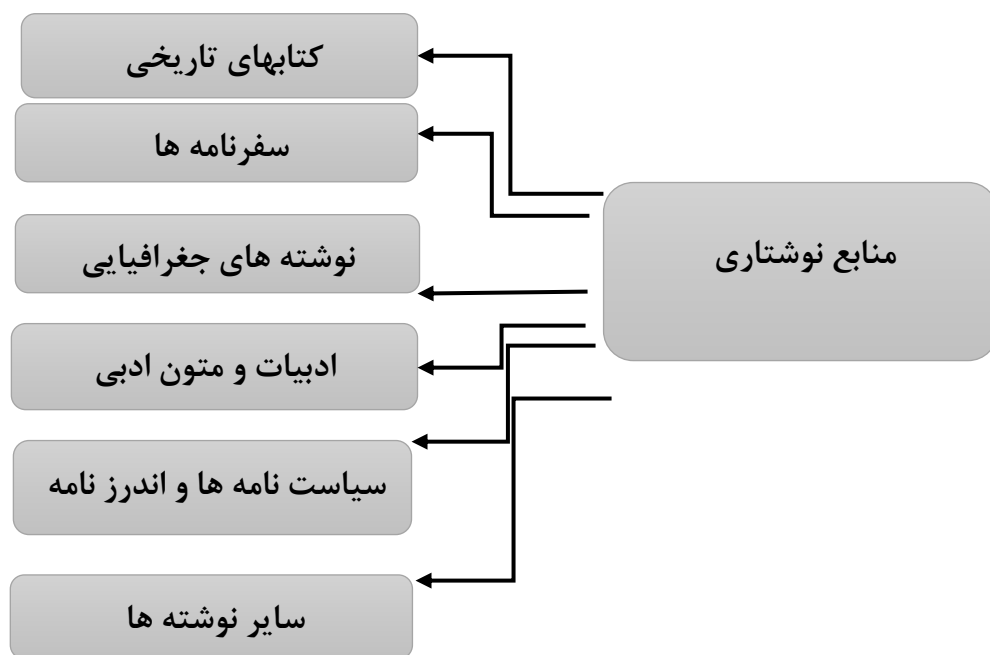 منابع نوشتاری
کتابهای تاریخی
سفرنامه ها
نوشته های جغرافیایی
ادبیات و متون ادبی
سیاست نامه ها و اندرز نامه
سایر نوشته ها